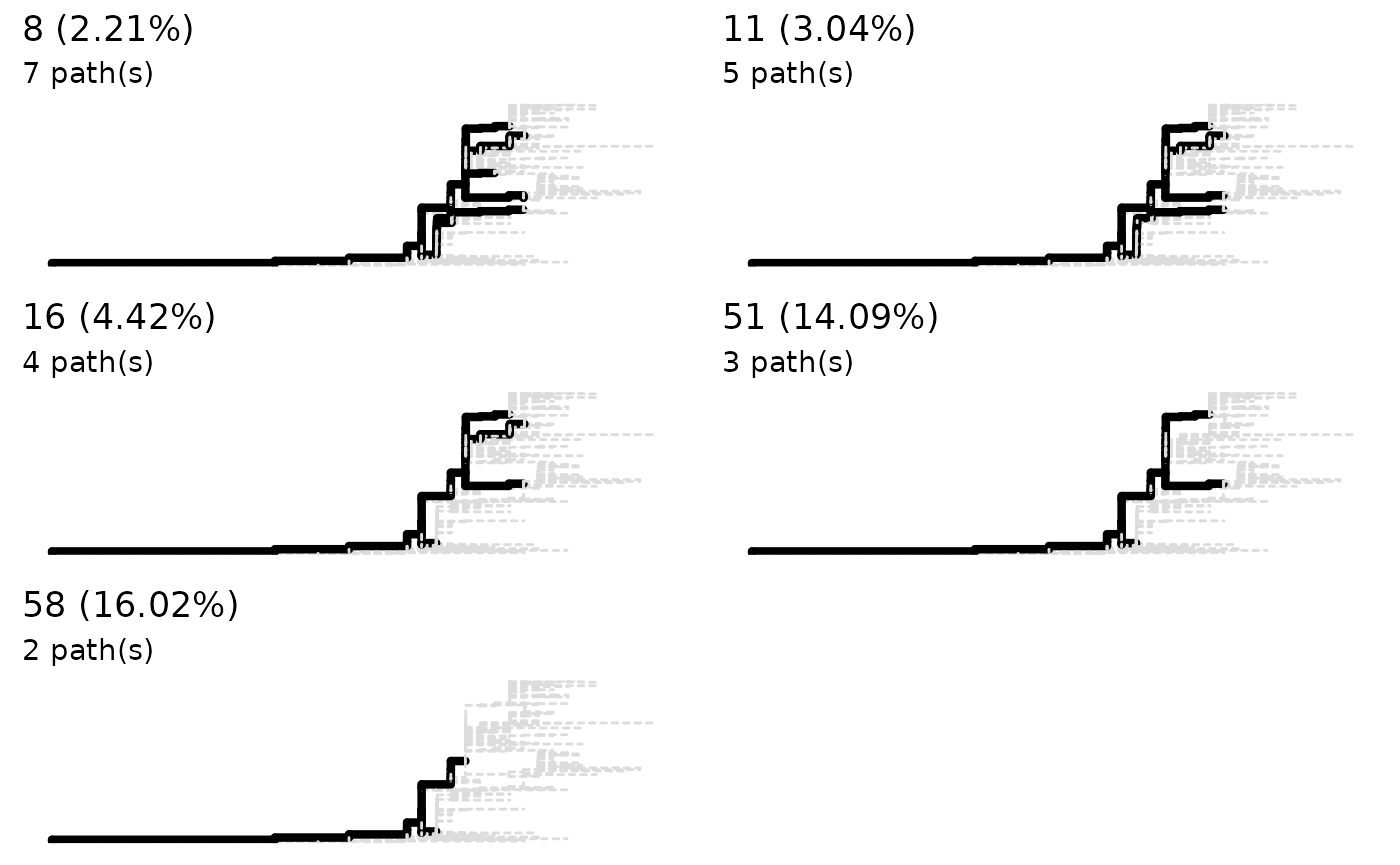 8 (2.21%)
7 path(s)
11 (3.04%)
5 path(s)
16 (4.42%)
4 path(s)
51 (14.09%)
3 path(s)
58 (16.02%)
2 path(s)